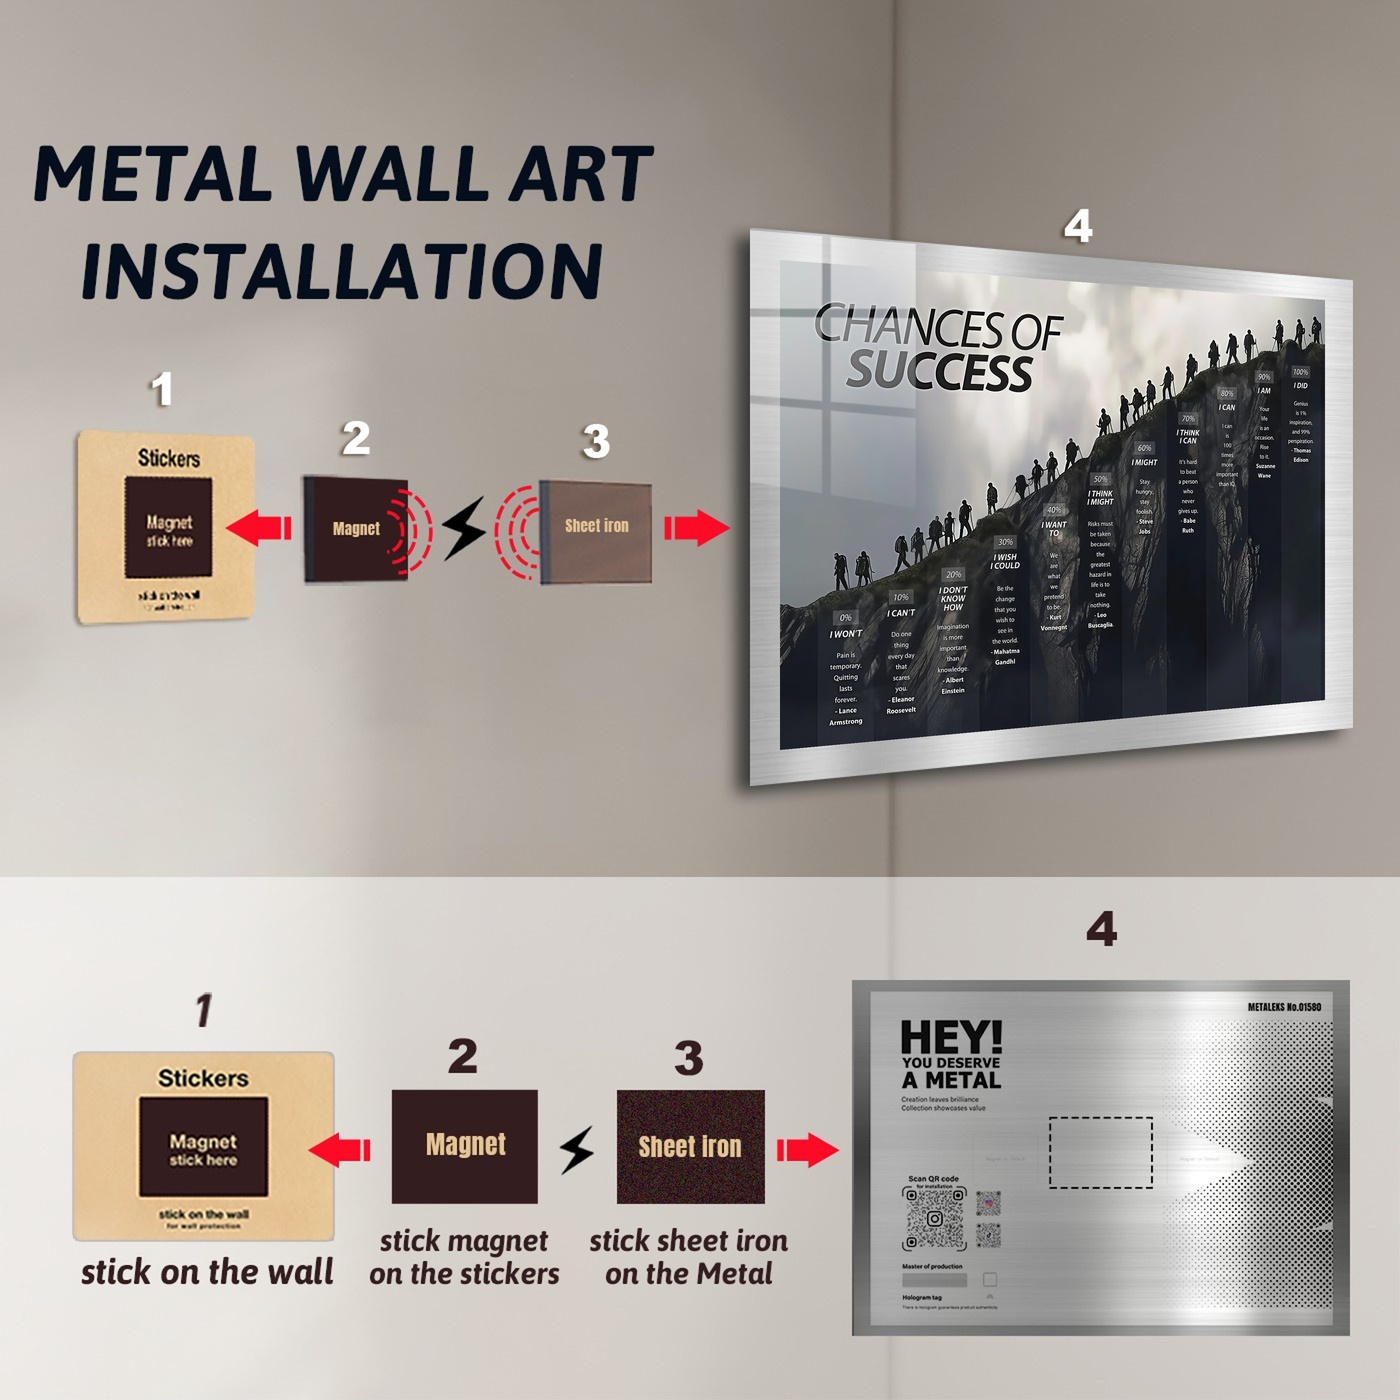 METAL WALL ART
INSTALLATION
1
Stickers
Magnet
stick here
stick on the wall
2
Magnet
3
Sheet iron
4
CHANCES OF
SUCCESS
0%
I WON'T
Pain is
temporary.
Quitting
lasts
forever.
- Lance
Armstrong
10%
I CAN'T
Do one
thing
every day
that
scares
you.
- Eleanor
Roosevelt
20%
I DON'T
KNOW
HOW
Imagination
is more
important
than
knowledge.
- Albert
Einstein
30%
I WISH
I COULD
Be the
change
that you
wish to
see in
the world.
- Mahatma
Gandhi
40%
I WANT
TO
We
are
what
we
pretend
to be.
- Kurt
Vonnegut
50%
I THINK
I MIGHT
Risks must
be taken
because
the
greatest
hazard in
life is to
take
nothing.
- Leo
Buscaglia.
60%
I MIGHT
Stay
hungry,
stay
foolish.
- Steve
Jobs
70%
I THINK
I CAN
It's hard
to beat
a person
who
never
gives up.
- Babe
Ruth
80%
I CAN
I can
is
100
times
more
important
than IQ.
90%
I AM
Your
life
is an
occasion.
Rise
to it.
Suzanne
Wane
100%
I DID
Genius
is 1%
inspiration,
and 99%
perspiration.
- Thomas
Edison
1
Stickers
Magnet
stick here
stick on the wall
for wall protection
stick on the wall
2
Magnet
stick magnet
on the stickers
3
Sheet iron
stick sheet iron
on the Metal
4
METALEKS No.01580
HEY!
YOU DESERVE
A METAL
Creation leaves brilliance
Collection showcases value
Scan QR code
for installation
Master of production
Hologram tag
There is hologram guarantees product authenticity